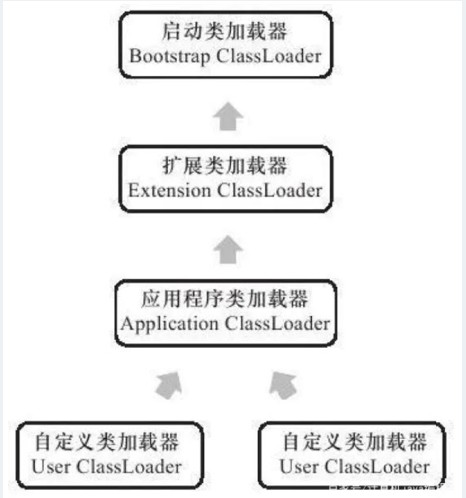 启动类加载器
Bootstrap ClassLoader
扩展类加载器
Extension ClassLoader
应用程序类加载器
Application ClassLoader
自定义类加载器
User ClassLoader
自定义类加载器
User ClassLoader